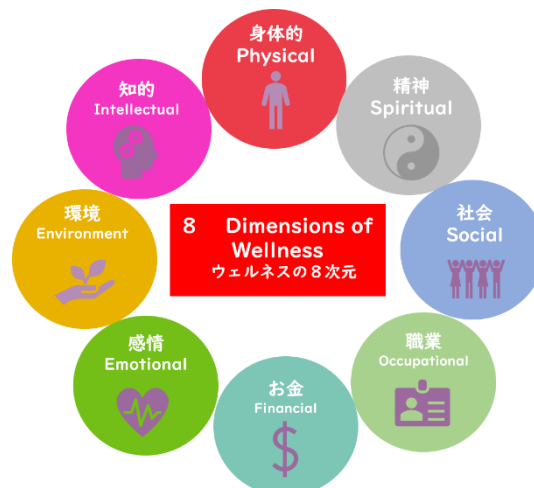 身体的
Physical
精神
Spiritual
社会
Social
職業
Occupational
お金
Financial
感情
Emotional
環境
Environment
知的
Intellectual
8 Dimensions of
Wellness
ウェルネスの８次元